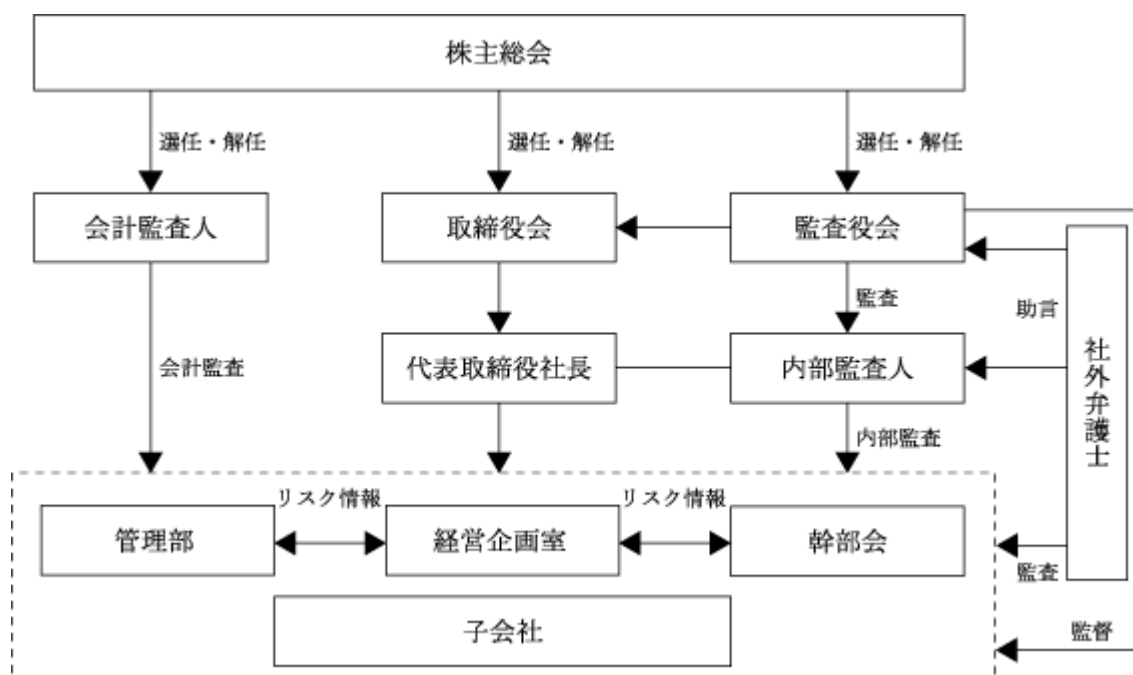 株主総会
選任・解任
選任・解任
選任・解任
会計監査人
取締役会
監査役会
監査
助言
会計監査
代表取締役社長
内部監査人
社外弁護士
内部監査
リスク情報
リスク情報
管理部
経営企画室
幹部会
監査
子会社
監督